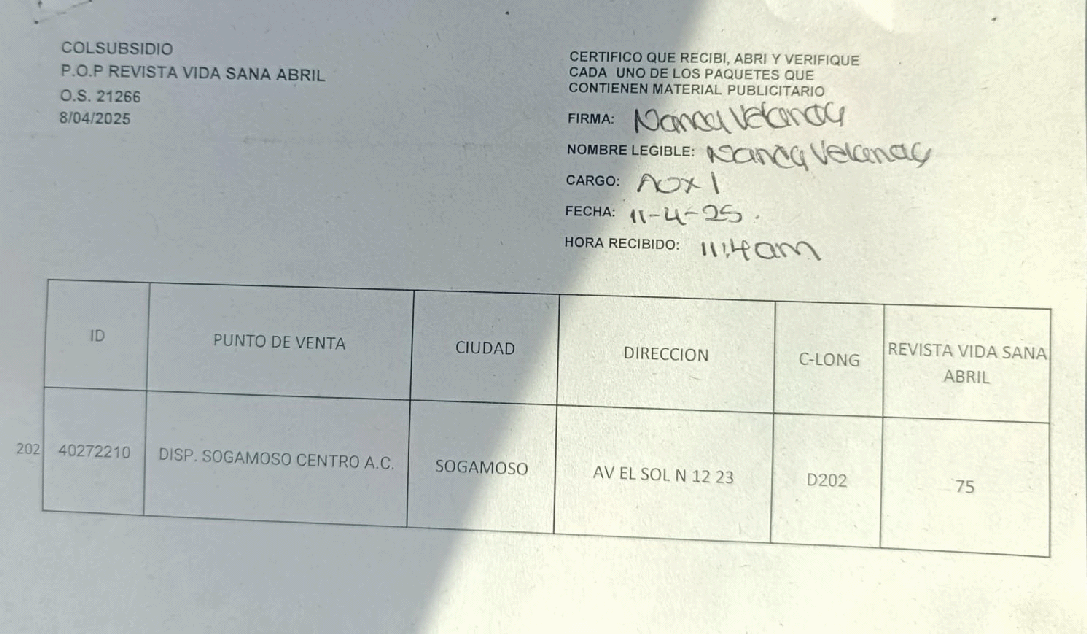 COLSUBSIDIO
P.O.P REVISTA VIDA SANA ABRIL
O.S. 21266
8/04/2025
CERTIFICO QUE RECIBI, ABRI Y VERIFIQUE
CADA UNO DE LOS PAQUETES QUE
CONTIENEN MATERIAL PUBLICITARIO
FIRMA: Nancy Velanoy
NOMBRE LEGIBLE: Nancy Velanoy
CARGO: Aux 1
FECHA: 11-4-25.
HORA RECIBIDO: 11:4am
ID PUNTO DE VENTA CIUDAD DIRECCION C-LONG REVISTA VIDA SANA
ABRIL
202 40272210 DISP. SOGAMOSO CENTRO A.C. SOGAMOSO AV EL SOL N 12 23 D202 75